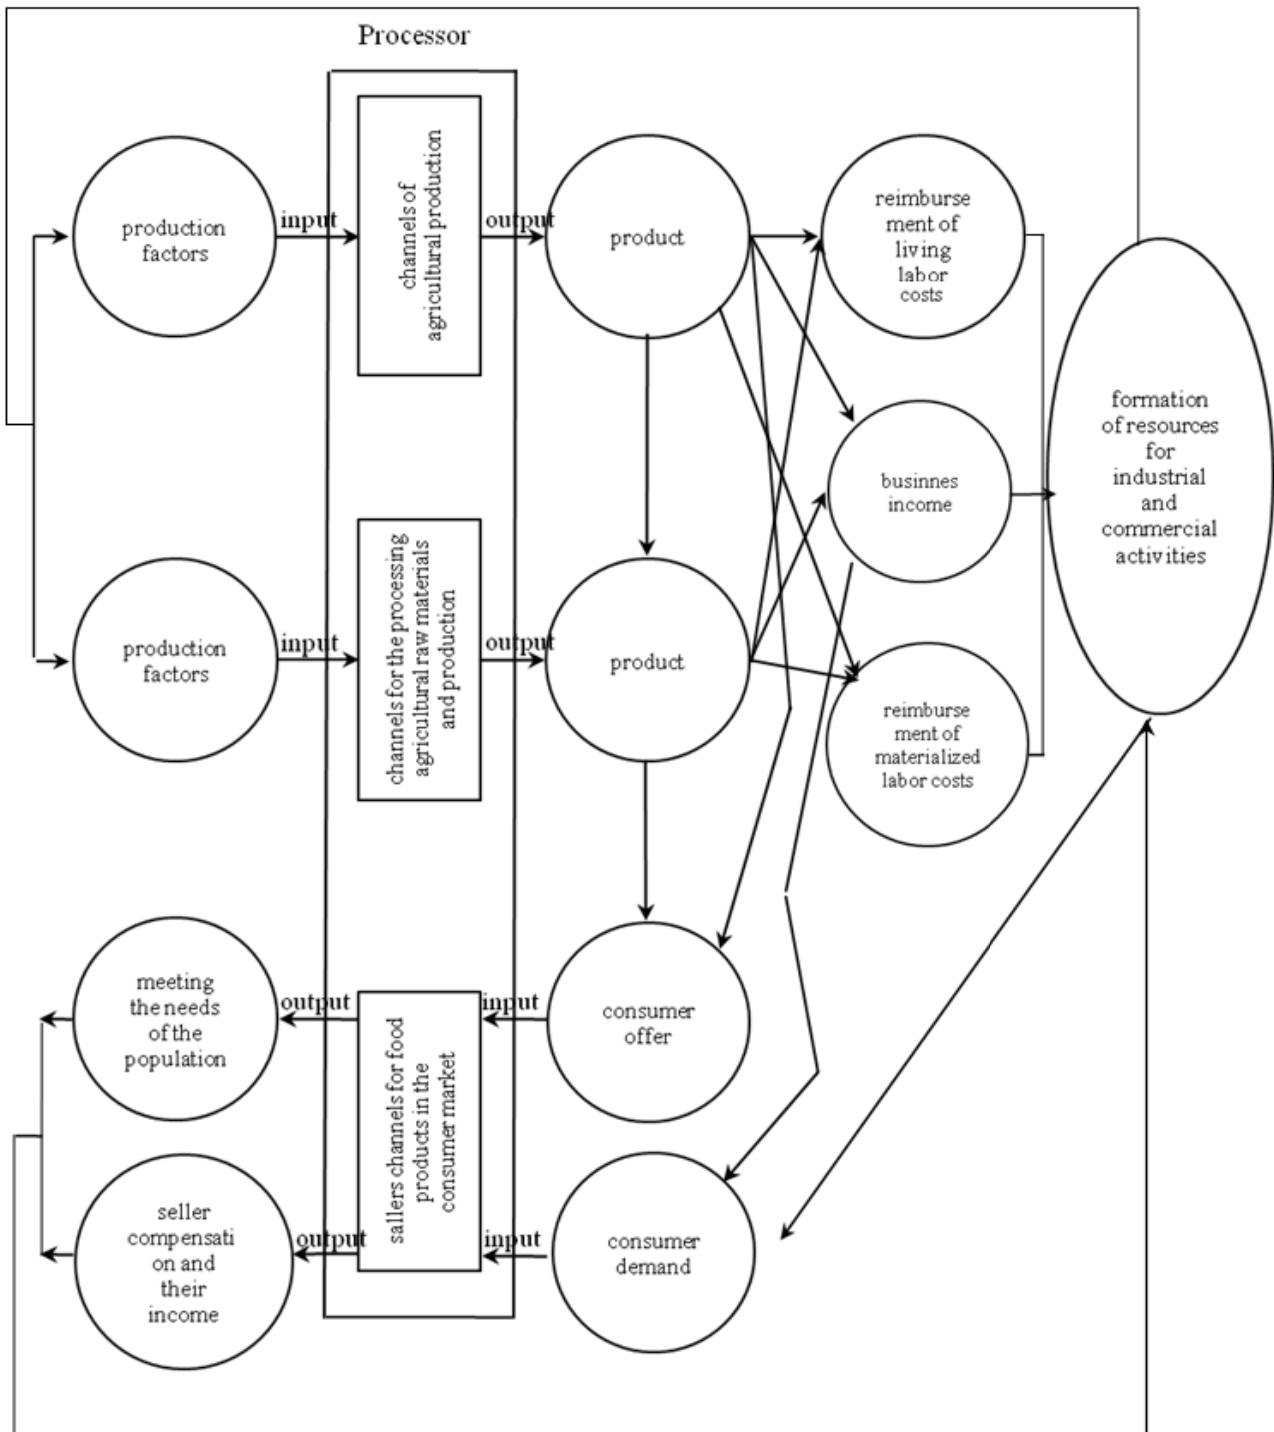 Processor
production
factors
input
channels of
agricultural production
output
product
reimburse
ment of
living
labor
costs
formation
of resources
for
industrial
and
commercial
activities
businnes
income
production
factors
input
channels for the processing
agricultural raw materials
and production
output
product
reimburse
ment of
materialized
labor costs
meeting
the needs
of the
population
output
sallers channels for food
products in the
consumer market
input
consumer
offer
seller
compensati
on and
their
income
output
input
consumer
demand